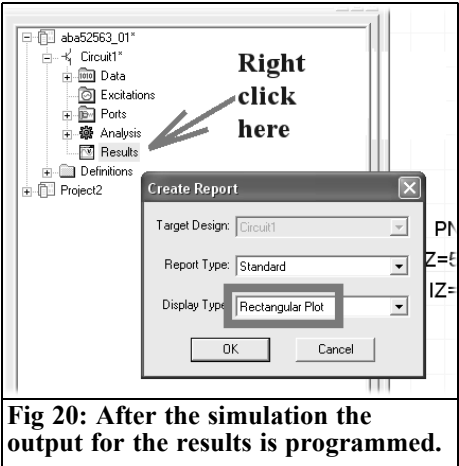 aba52563_01*
Circuit1*
Data
Right
Excitations
click
Ports
here
Analysis
Results
Definitions
Project2
Create Report
Target Design: Circuit1
Report Type: Standard
Display Type: Rectangular Plot
OK Cancel
PN
Z=5
IZ=
Fig 20: After the simulation the
output for the results is programmed.